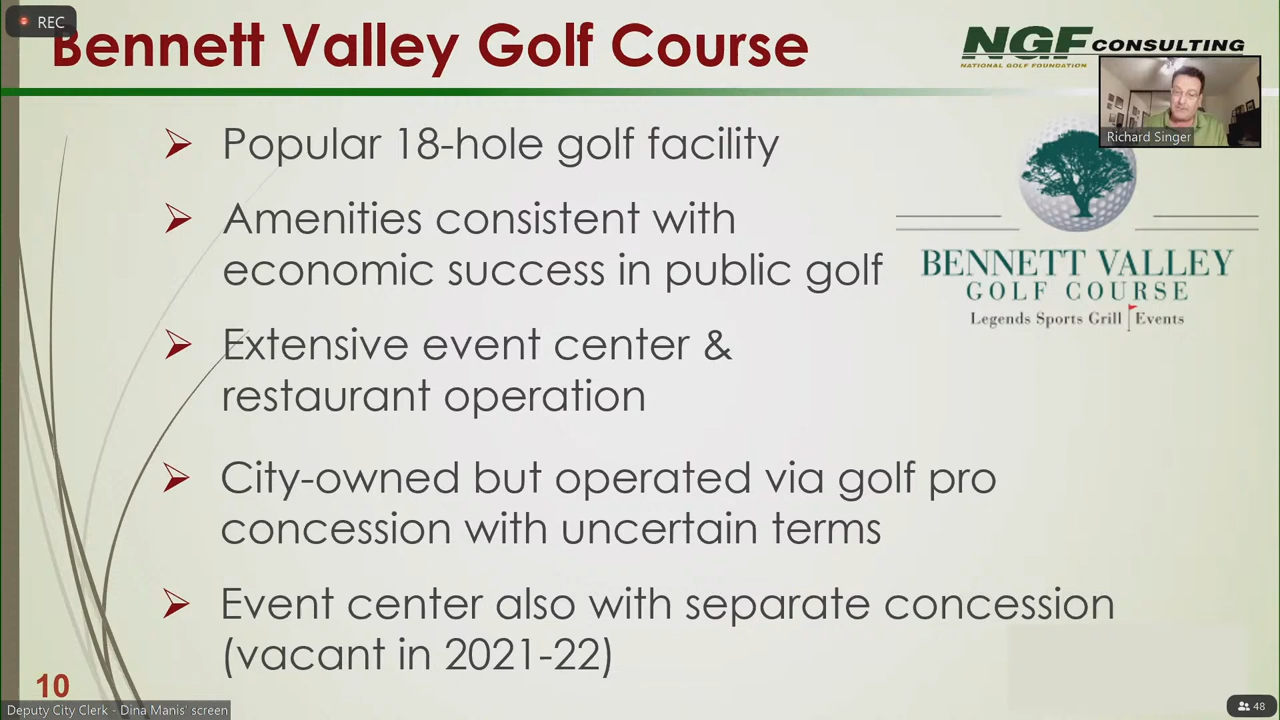 REC
Bennett Valley Golf Course
NGF CONSULTING
NATIONAL GOLF FOUNDATION
Richard Singer
Popular 18-hole golf facility
Amenities consistent with
economic success in public golf
BENNETT VALLEY
GOLF COURSE
Legends Sports Grill Events
Extensive event center &
restaurant operation
City-owned but operated via golf pro
concession with uncertain terms
Event center also with separate concession
(vacant in 2021-22)
10
Deputy City Clerk - Dina Manis' screen
48